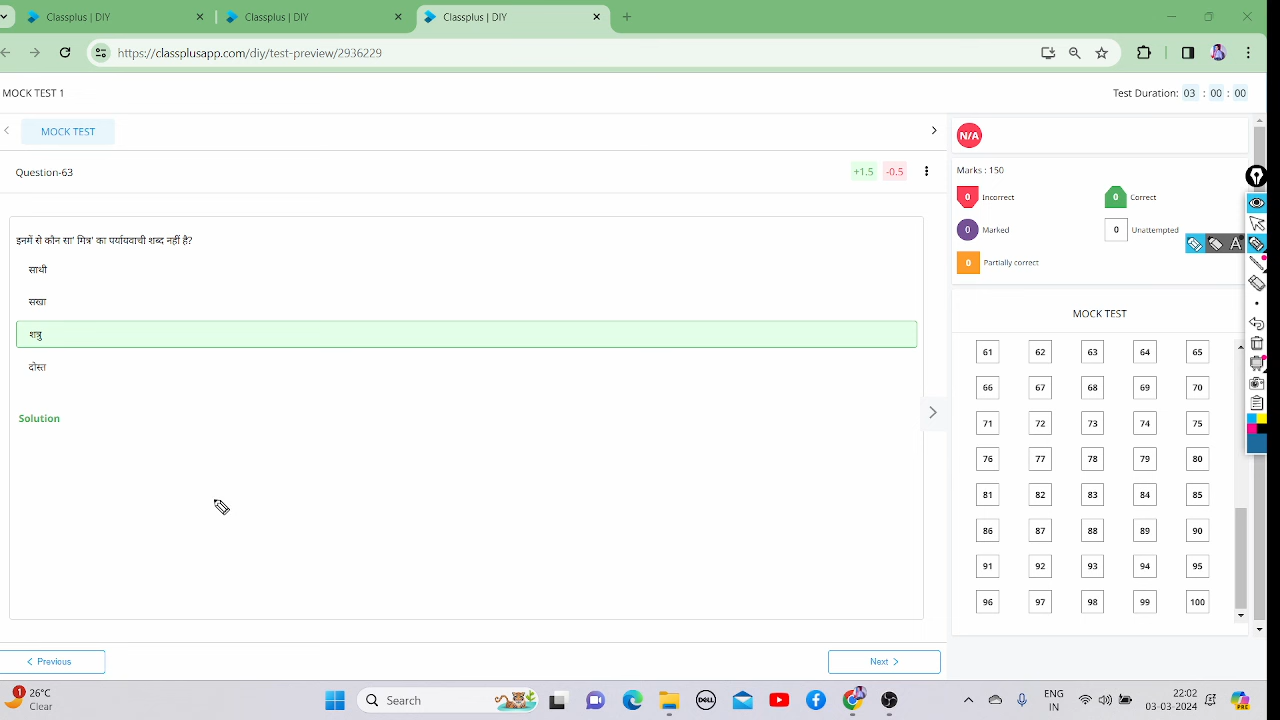 Classplus | DIY
Classplus | DIY
Classplus | DIY
https://classplusapp.com/diy/test-preview/2936229
MOCK TEST 1
Test Duration: 03 : 00 : 00
MOCK TEST
Question-63
+1.5 -0.5
इनमें से कौन सा' मित्र' का पर्यायवाची शब्द नहीं है?
साथी
सखा
शत्रु
दोस्त
Solution
Previous
Next
N/A
Marks : 150
0 Incorrect
0 Correct
0 Marked
0 Unattempted
0 Partially correct
MOCK TEST
61 62 63 64 65
66 67 68 69 70
71 72 73 74 75
76 77 78 79 80
81 82 83 84 85
86 87 88 89 90
91 92 93 94 95
96 97 98 99 100
1
26°C
Clear
Search
DELL
ENG
IN
22:02
03-03-2024
PRE